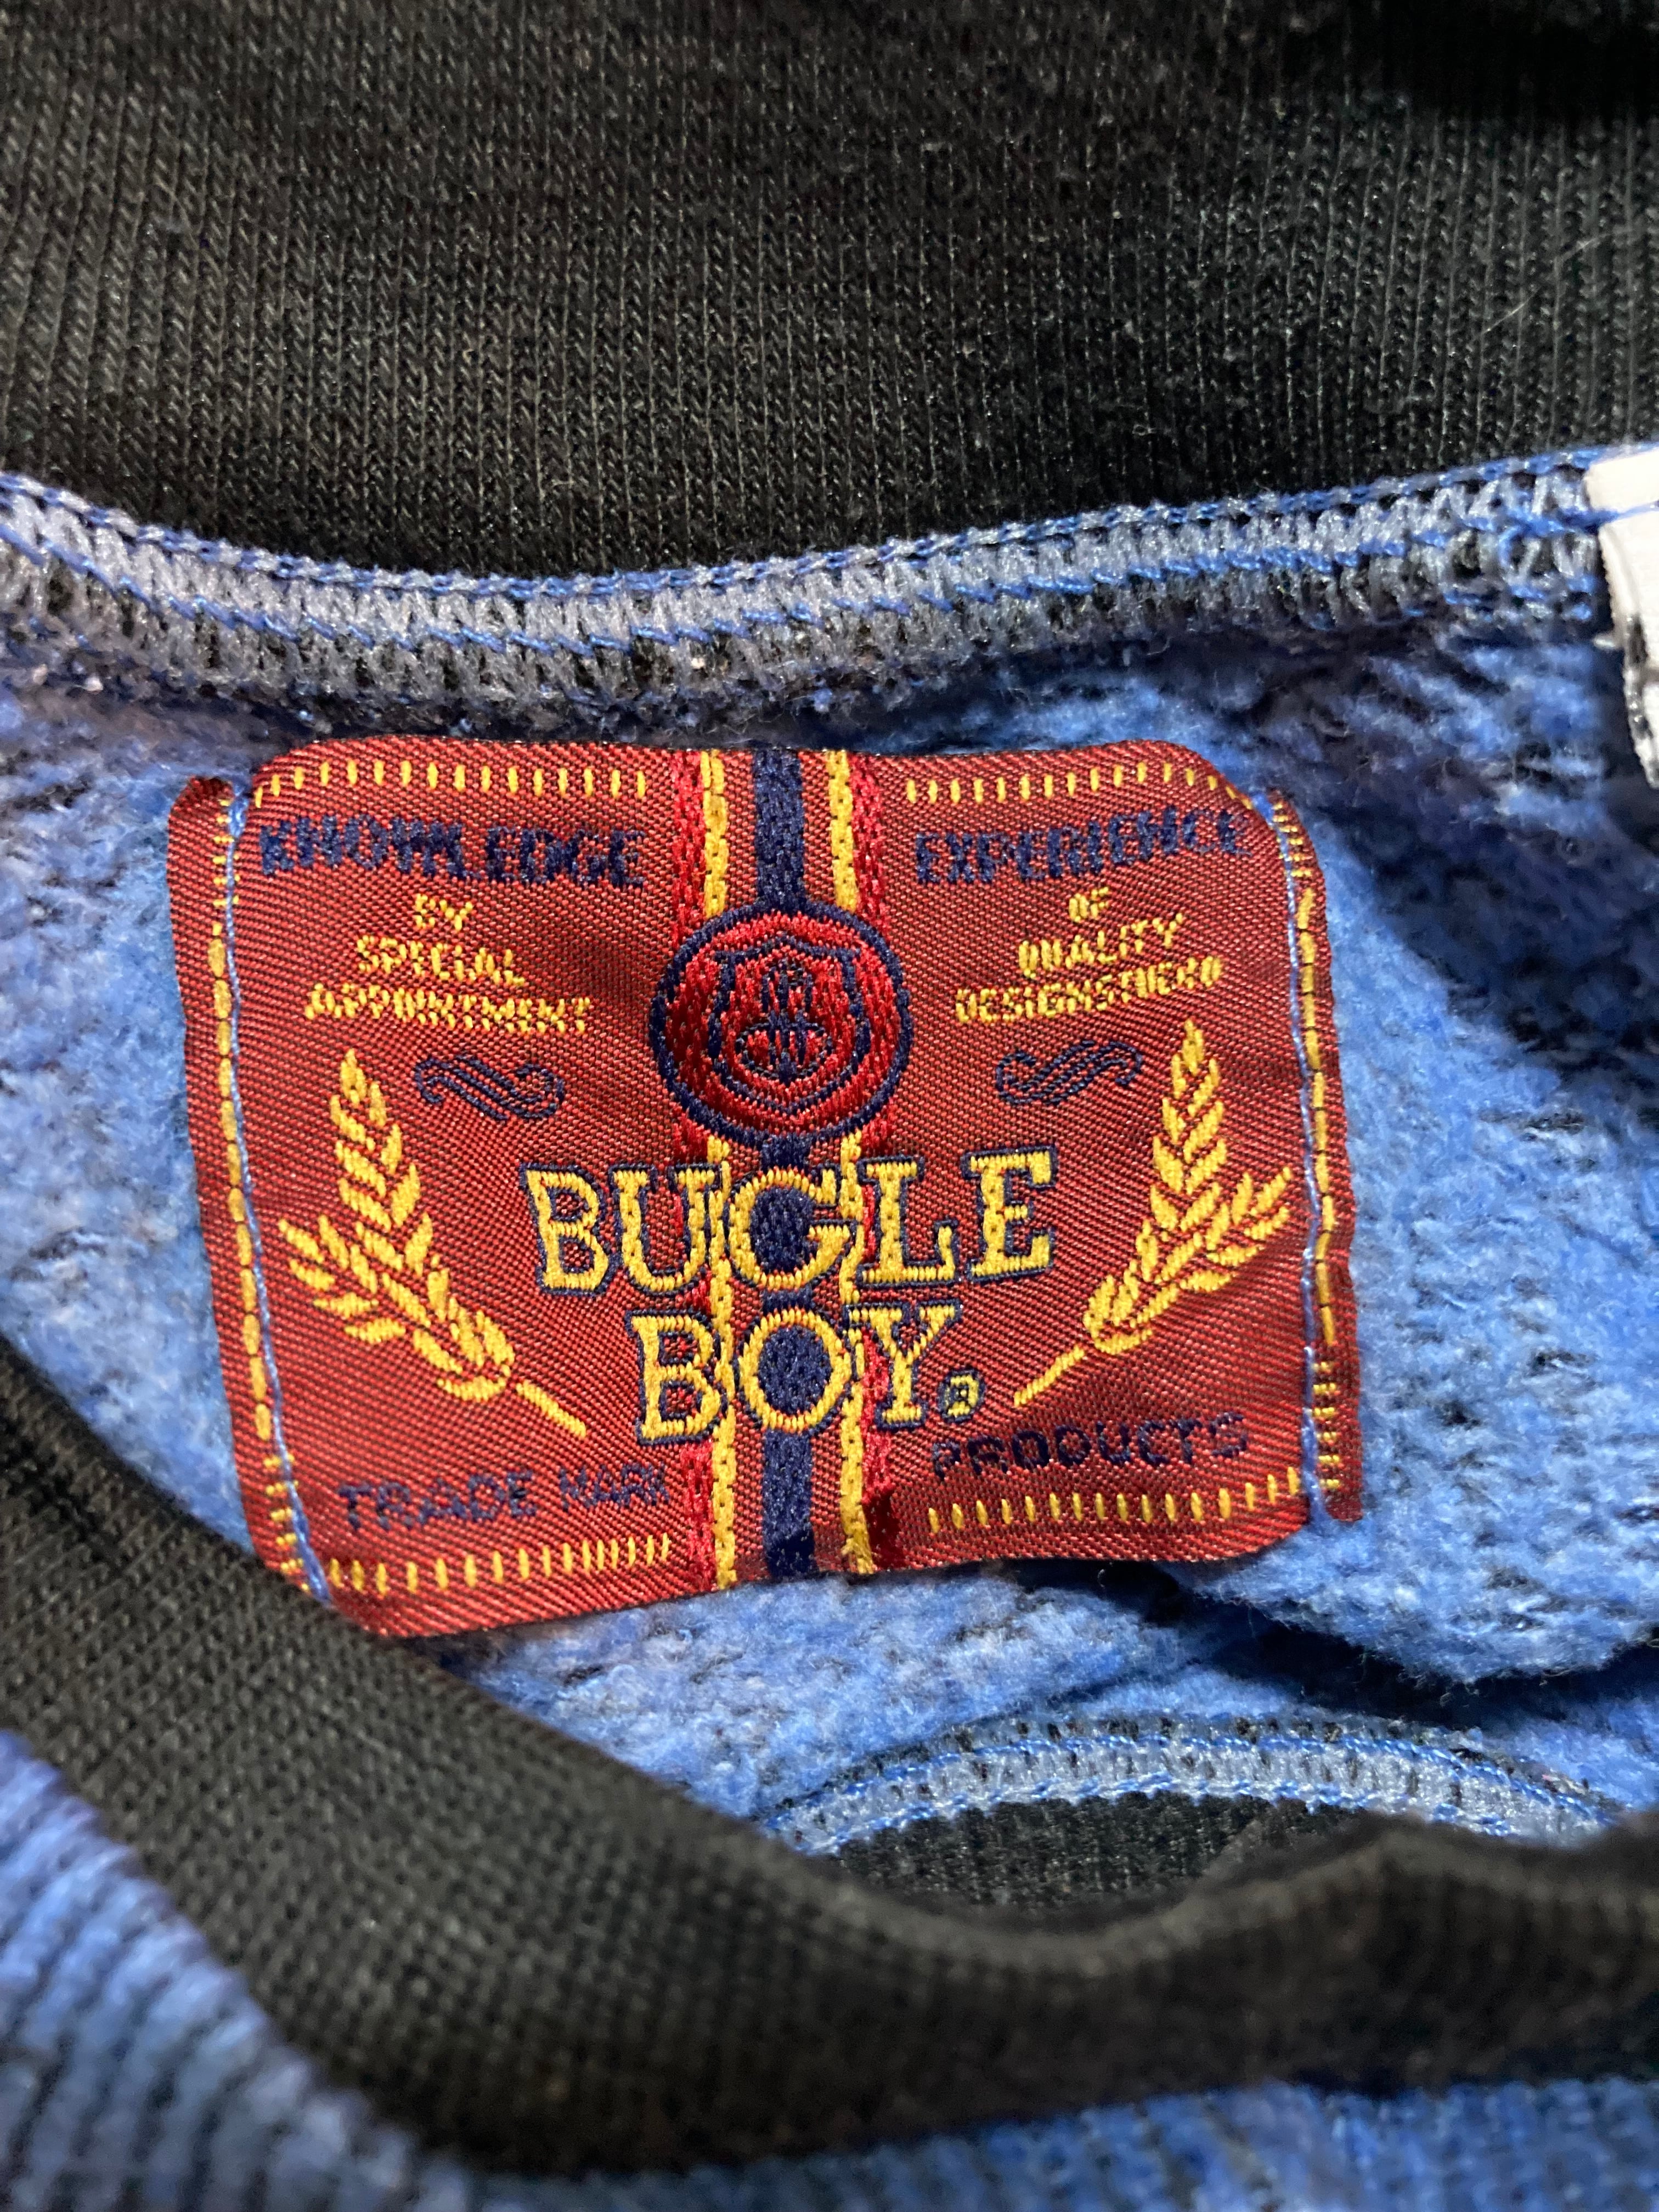 KNOWLEDGE
BY
SPECIAL
APPOINTMENT
EXPERIENCE
OF
QUALITY
BUGLE
BOY®
TRADE MARK
PRODUCTS